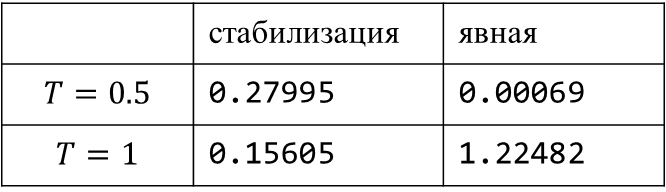 стабилизация явная
T = 0.5 0.27995 0.00069
T = 1 0.15605 1.22482